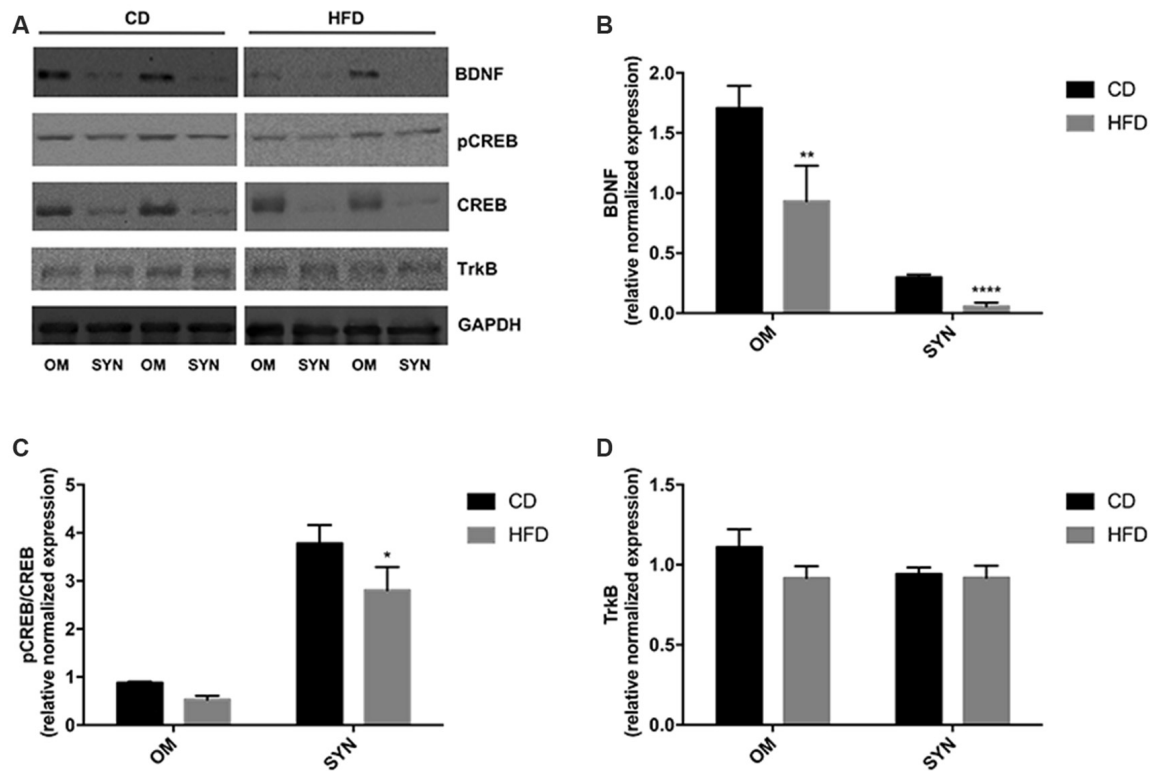 A
CD
HFD
BDNF
pCREB
CREB
TrkB
GAPDH
OM SYN OM SYN OM SYN OM SYN
B
BDNF
(relative normalized expression)
2.0
1.5
1.0
0.5
0.0
**
****
OM
SYN
CD
HFD
C
pCREB/CREB
(relative normalized expression)
5
4
3
2
1
0
*
OM
SYN
CD
HFD
D
TrkB
(relative normalized expression)
1.5
1.0
0.5
0.0
OM
SYN
CD
HFD